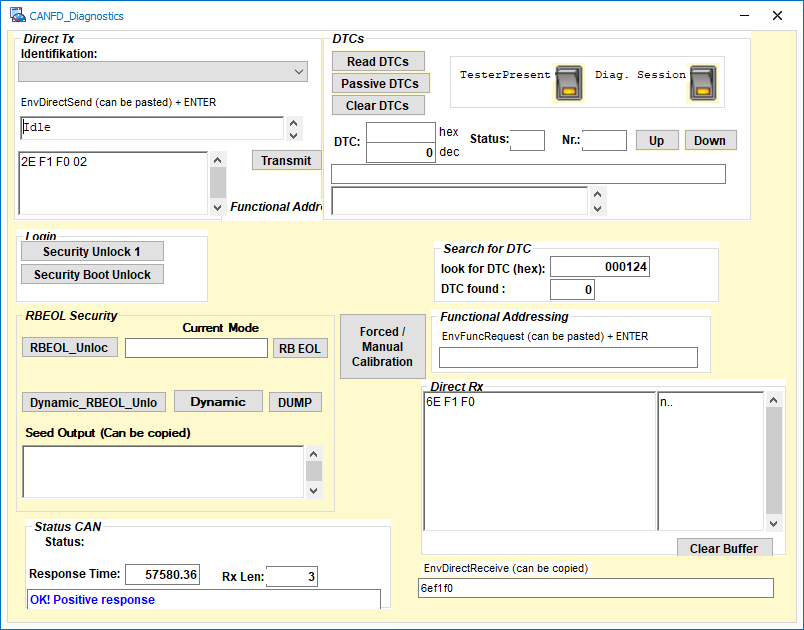 CANFD_Diagnostics
Direct Tx
Identifikation:
EnvDirectSend (can be pasted) + ENTER
Idle
2E F1 F0 02
Transmit
Functional Addr
DTCs
Read DTCs
Passive DTCs
Clear DTCs
TesterPresent
Diag. Session
DTC:
hex
0 dec
Status:
Nr.:
Up
Down
Login
Security Unlock 1
Security Boot Unlock
Search for DTC
look for DTC (hex): 000124
DTC found : 0
RBEOL Security
Current Mode
RBEOL_Unloc
RB EOL
Dynamic_RBEOL_Unlo
Dynamic
DUMP
Seed Output (Can be copied)
Forced /
Manual
Calibration
Functional Addressing
EnvFuncRequest (can be pasted) + ENTER
Direct Rx
6E F1 F0
n..
Clear Buffer
EnvDirectReceive (can be copied)
6ef1f0
Status CAN
Status:
Response Time: 57580.36
Rx Len: 3
OK! Positive response